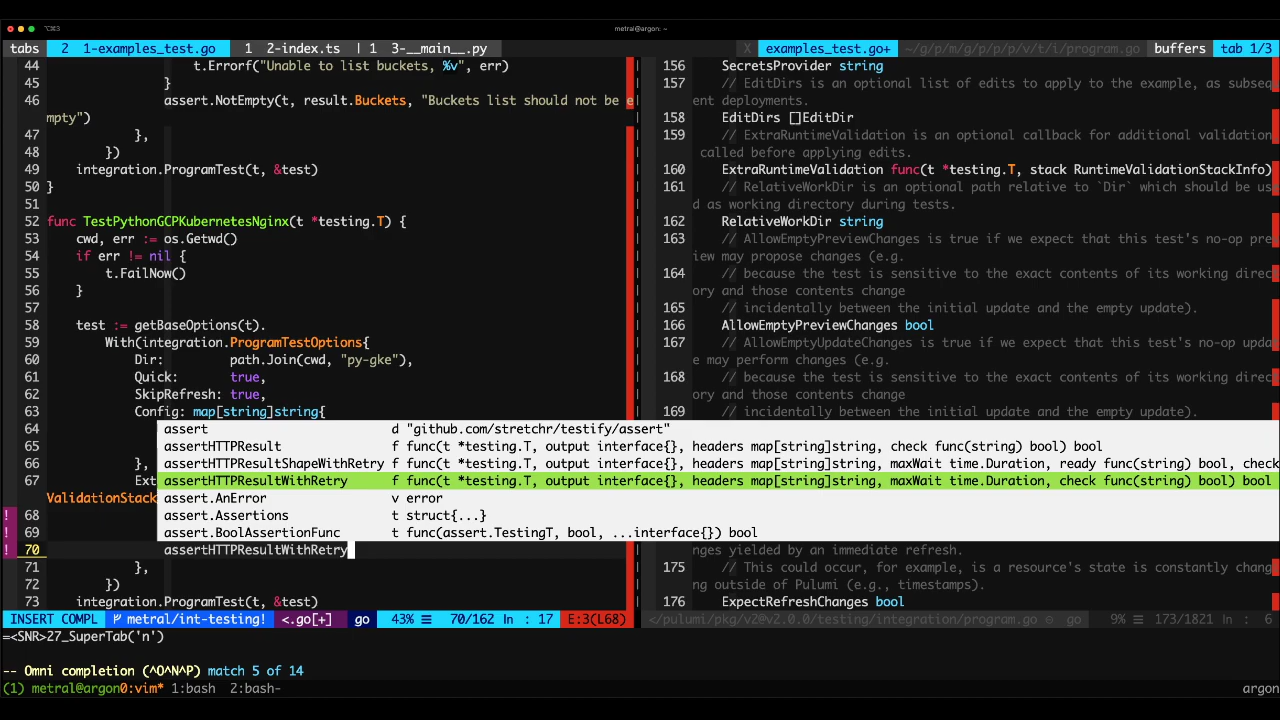 ⌥⌘3
metral@argon: ~
tabs  2  1-examples_test.go  1  2-index.ts | 1  3-__main__.py
X  examples_test.go+  ~/g/p/m/g/p/p/p/v/t/i/program.go  buffers  tab 1/3
44 t.Errorf("Unable to list buckets, %v", err)
45 }
46 assert.NotEmpty(t, result.Buckets, "Buckets list should not be e
mpty")
47 },
48 })
49 integration.ProgramTest(t, &test)
50 }
51
52 func TestPythonGCPKubernetesNginx(t *testing.T) {
53 cwd, err := os.Getwd()
54 if err != nil {
55 t.FailNow()
56 }
57
58 test := getBaseOptions(t).
59 With(integration.ProgramTestOptions{
60 Dir: path.Join(cwd, "py-gke"),
61 Quick: true,
62 SkipRefresh: true,
63 Config: map[string]string{
64
65
66 },
67 Ext
ValidationStack
! 68
! 69
! 70 assertHTTPResultWithRetry
71 },
72 })
73 integration.ProgramTest(t, &test)
156 SecretsProvider string
157 // EditDirs is an optional list of edits to apply to the example, as subsequ
ent deployments.
158 EditDirs []EditDir
159 // ExtraRuntimeValidation is an optional callback for additional validation,
called before applying edits.
160 ExtraRuntimeValidation func(t *testing.T, stack RuntimeValidationStackInfo)
161 // RelativeWorkDir is an optional path relative to `Dir` which should be use
d as working directory during tests.
162 RelativeWorkDir string
163 // AllowEmptyPreviewChanges is true if we expect that this test's no-op prev
iew may propose changes (e.g.
164 // because the test is sensitive to the exact contents of its working direct
ory and those contents change
165 // incidentally between the initial update and the empty update).
166 AllowEmptyPreviewChanges bool
167 // AllowEmptyUpdateChanges is true if we expect that this test's no-op updat
e may perform changes (e.g.
168 // because the test is sensitive to the exact contents of its working direct
ory and those contents change
169 // incidentally between the initial update and the empty update).
assert d "github.com/stretchr/testify/assert"
assertHTTPResult f func(t *testing.T, output interface{}, headers map[string]string, check func(string) bool) bool
assertHTTPResultShapeWithRetry f func(t *testing.T, output interface{}, headers map[string]string, maxWait time.Duration, ready func(string) bool, check
assertHTTPResultWithRetry f func(t *testing.T, output interface{}, headers map[string]string, maxWait time.Duration, check func(string) bool) bool
assert.AnError v error
assert.Assertions t struct{...}
assert.BoolAssertionFunc t func(assert.TestingT, bool, ...interface{}) bool
nges yielded by an immediate refresh.
175 // This could occur, for example, is a resource's state is constantly changi
ng outside of Pulumi (e.g., timestamps).
176 ExpectRefreshChanges bool
INSERT COMPL  metral/int-testing!  <.go[+]  go  43% ☰  70/162 ln : 17  E:3(L68)
</pulumi/pkg/v2@v2.0.0/testing/integration/program.go  go  9% ☰  173/1821 ln : 6
=<SNR>27_SuperTab('n')
-- Omni completion (^O^N^P) match 5 of 14
(1) metral@argon0:vim* 1:bash  2:bash-
argon